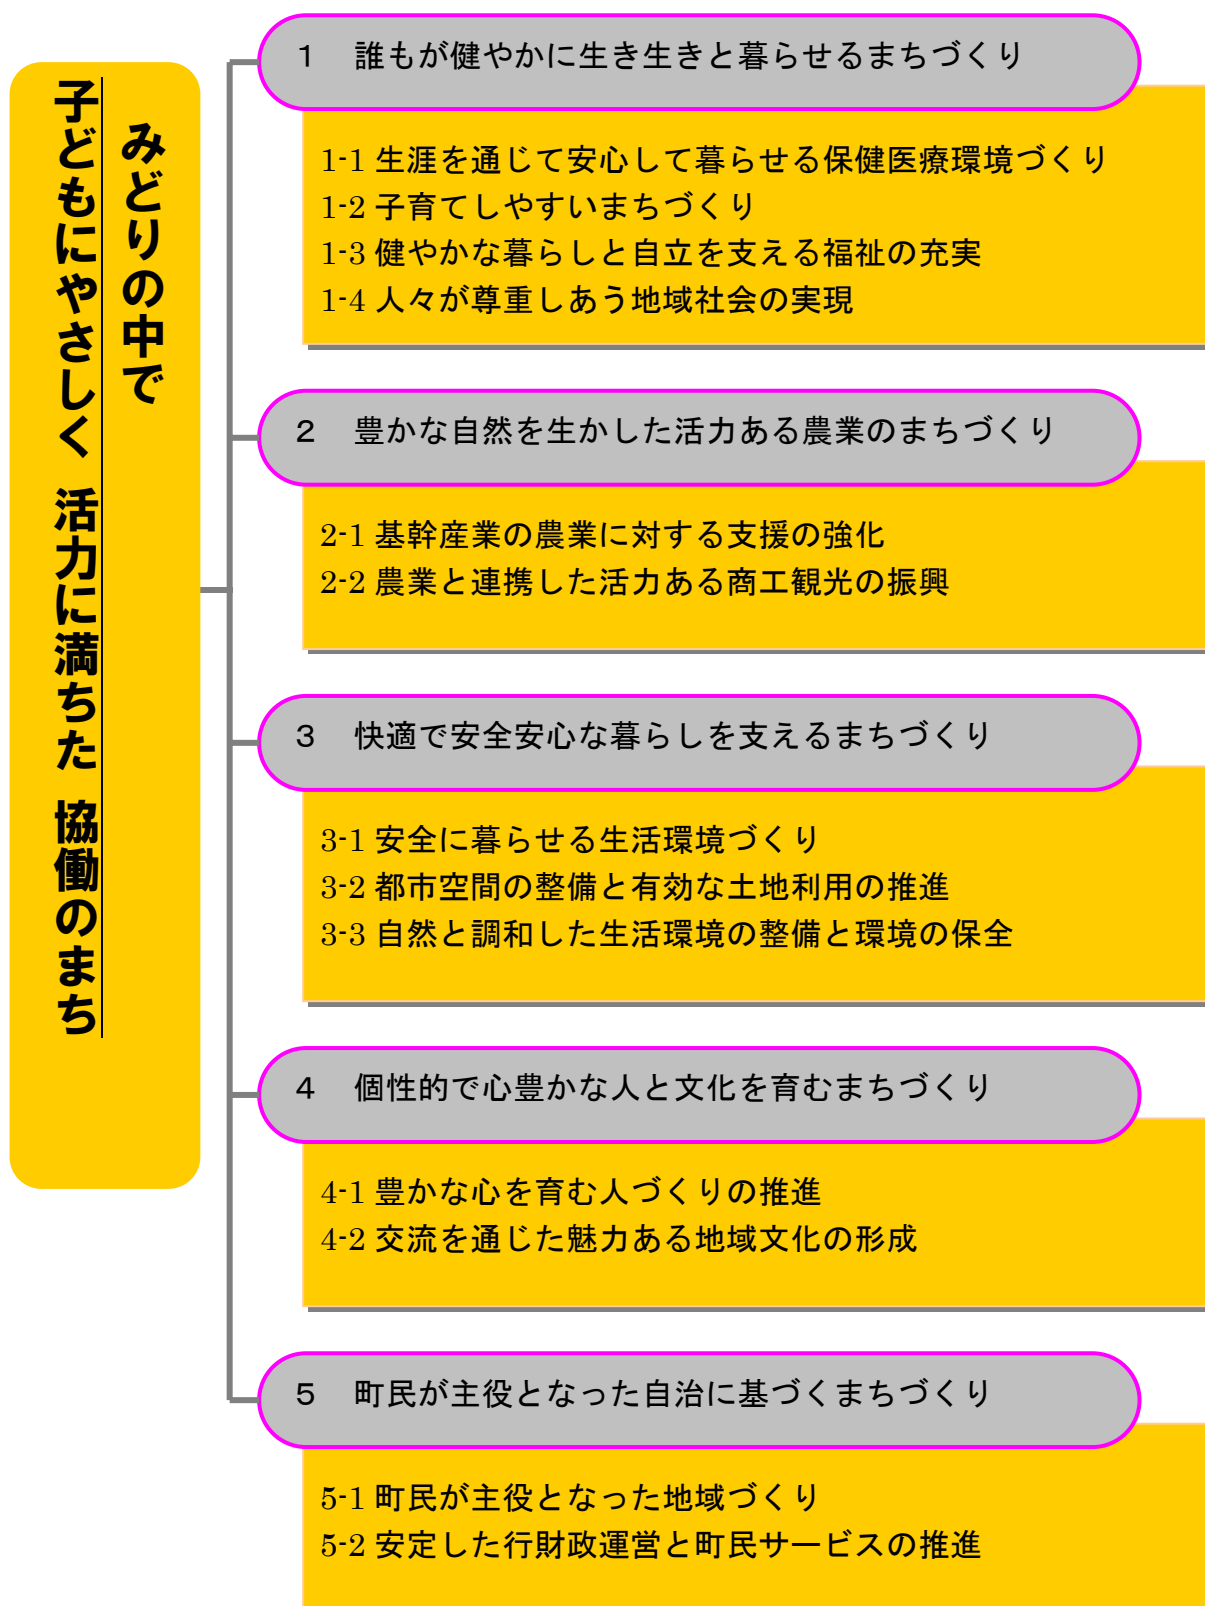 みどりの中で
子どもにやさしく 活力に満ちた 協働のまち
1 誰もが健やかに生き生きと暮らせるまちづくり
1-1 生涯を通じて安心して暮らせる保健医療環境づくり
1-2 子育てしやすいまちづくり
1-3 健やかな暮らしと自立を支える福祉の充実
1-4 人々が尊重しあう地域社会の実現
2 豊かな自然を生かした活力ある農業のまちづくり
2-1 基幹産業の農業に対する支援の強化
2-2 農業と連携した活力ある商工観光の振興
3 快適で安全安心な暮らしを支えるまちづくり
3-1 安全に暮らせる生活環境づくり
3-2 都市空間の整備と有効な土地利用の推進
3-3 自然と調和した生活環境の整備と環境の保全
4 個性的で心豊かな人と文化を育むまちづくり
4-1 豊かな心を育む人づくりの推進
4-2 交流を通じた魅力ある地域文化の形成
5 町民が主役となった自治に基づくまちづくり
5-1 町民が主役となった地域づくり
5-2 安定した行財政運営と町民サービスの推進